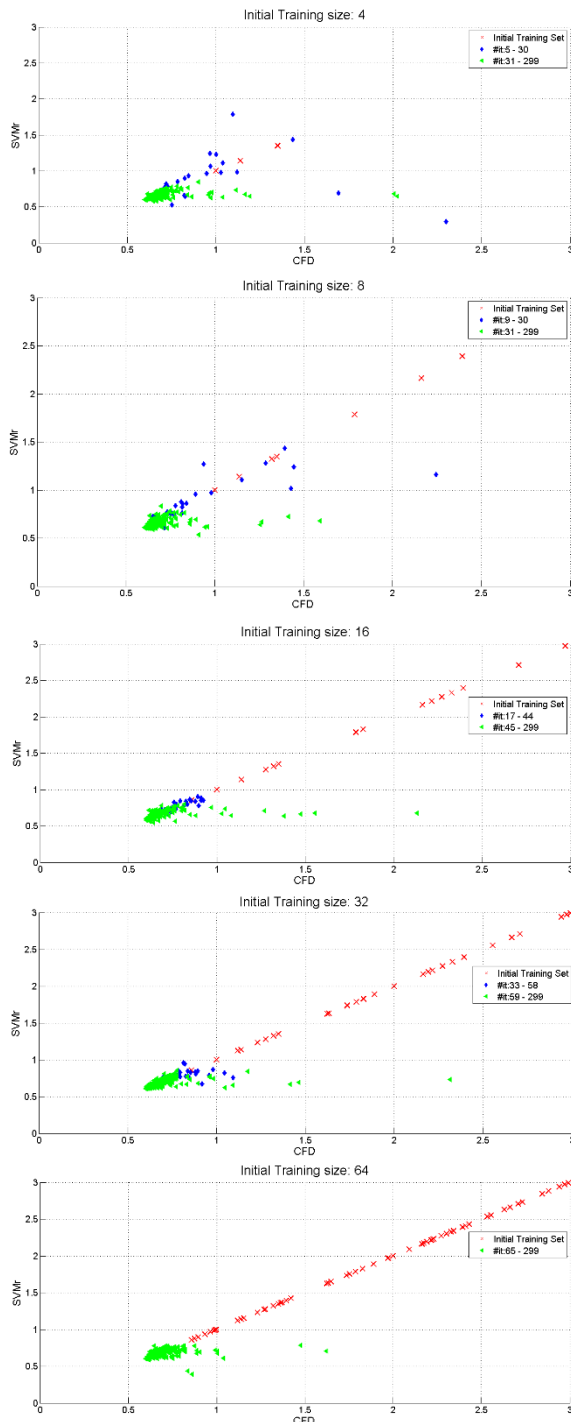 Initial Training size: 4
3
2.5
2
1.5
1
0.5
0
SVMr
Initial Training Set
#it:5 - 30
#it:31 - 299
0 0.5 1 1.5 2 2.5 3
CFD
Initial Training size: 8
3
2.5
2
1.5
1
0.5
0
SVMr
Initial Training Set
#it:9 - 30
#it:31 - 299
0 0.5 1 1.5 2 2.5 3
CFD
Initial Training size: 16
3
2.5
2
1.5
1
0.5
0
SVMr
Initial Training Set
#it:17 - 44
#it:45 - 299
0 0.5 1 1.5 2 2.5 3
CFD
Initial Training size: 32
3
2.5
2
1.5
1
0.5
0
SVMr
Initial Training Set
#it:33 - 58
#it:59 - 299
0 0.5 1 1.5 2 2.5 3
CFD
Initial Training size: 64
3
2.5
2
1.5
1
0.5
0
SVMr
Initial Training Set
#it:65 - 299
0 0.5 1 1.5 2 2.5 3
CFD